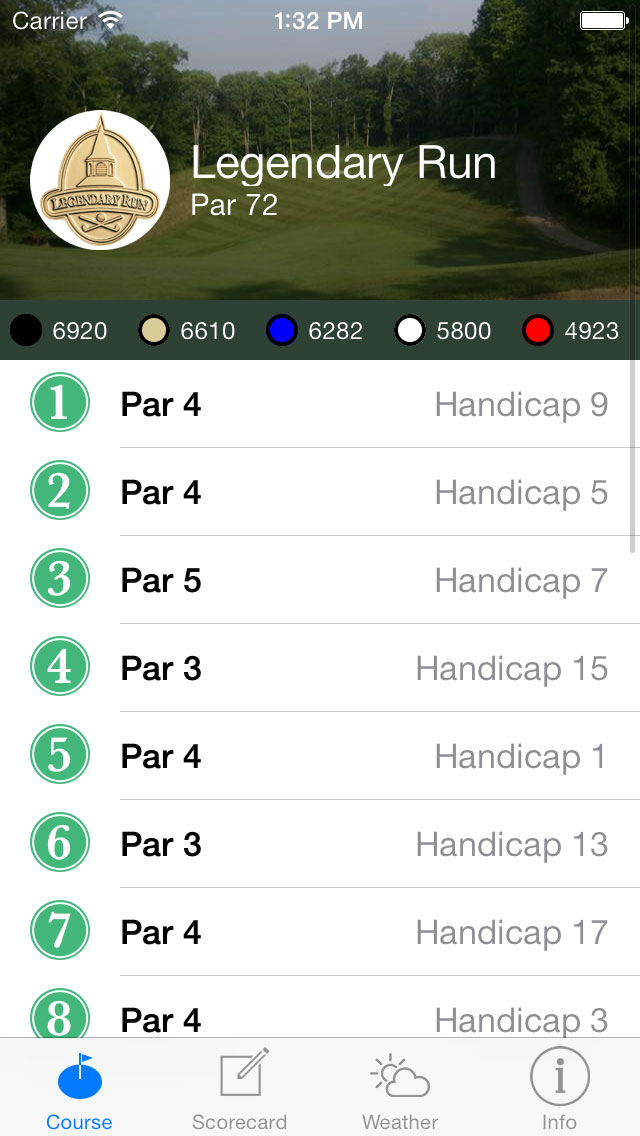 Carrier 1:32 PM
LEGENDARY RUN
Legendary Run
Par 72
6920 6610 6282 5800 4923
1 Par 4 Handicap 9
2 Par 4 Handicap 5
3 Par 5 Handicap 7
4 Par 3 Handicap 15
5 Par 4 Handicap 1
6 Par 3 Handicap 13
7 Par 4 Handicap 17
8 Par 4 Handicap 3
Course Scorecard Weather Info